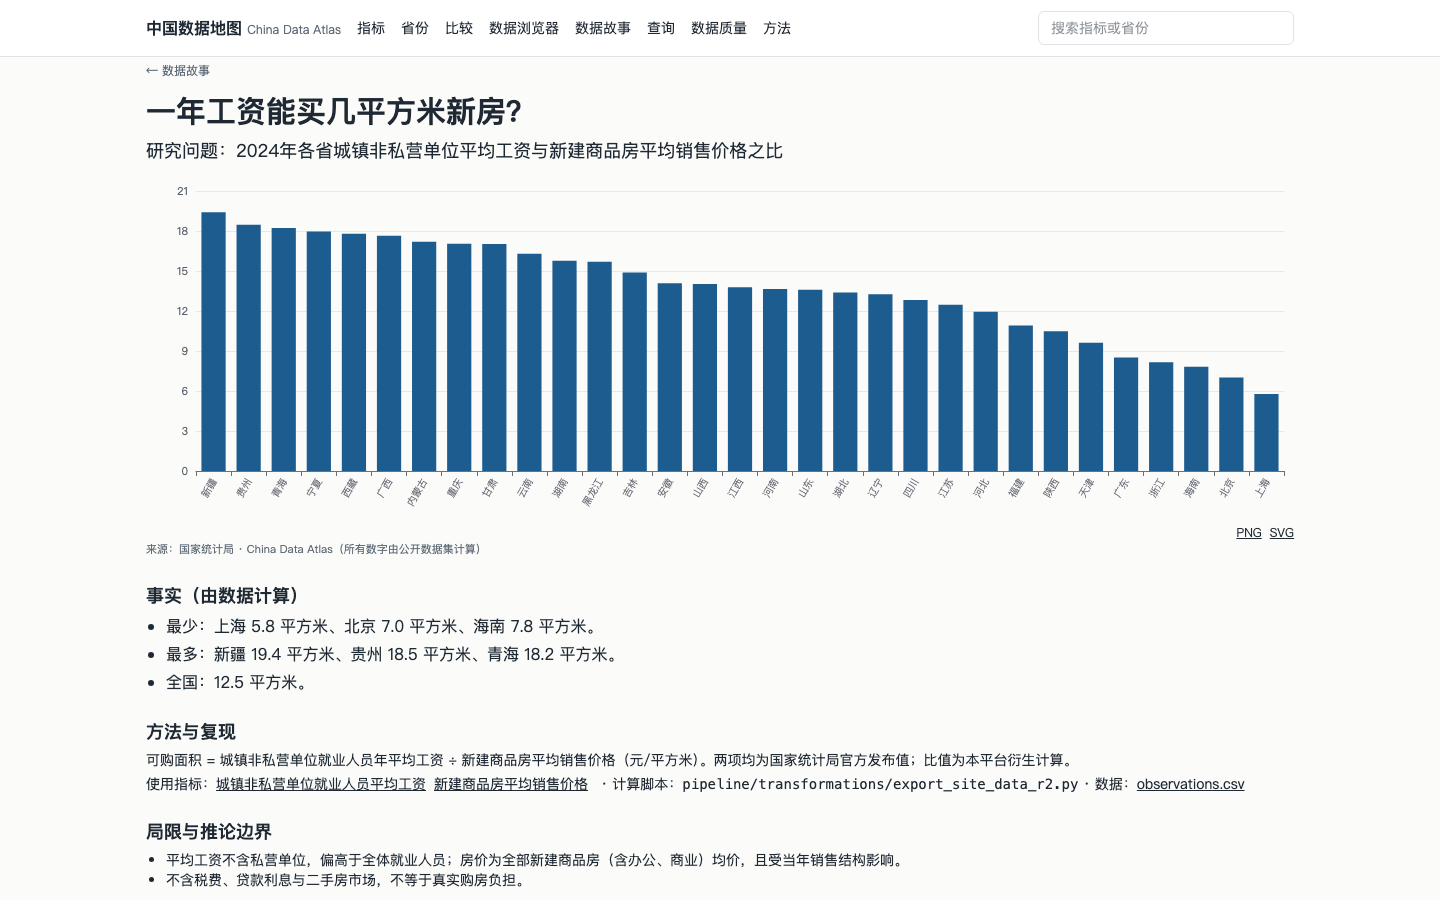 中国数据地图 China Data Atlas 指标 省份 比较 数据浏览器 数据故事 查询 数据质量 方法 搜索指标或省份
← 数据故事
一年工资能买几平方米新房?
研究问题：2024年各省城镇非私营单位平均工资与新建商品房平均销售价格之比
21
18
15
12
9
6
3
0
新疆 贵州 青海 宁夏 西藏 广西 内蒙古 重庆 甘肃 云南 湖南 黑龙江 吉林 安徽 山西 江西 河南 山东 湖北 辽宁 四川 江苏 河北 福建 陕西 天津 广东 浙江 海南 北京 上海
PNG SVG
来源：国家统计局 · China Data Atlas（所有数字由公开数据集计算）
事实（由数据计算）
• 最少：上海 5.8 平方米、北京 7.0 平方米、海南 7.8 平方米。
• 最多：新疆 19.4 平方米、贵州 18.5 平方米、青海 18.2 平方米。
• 全国：12.5 平方米。
方法与复现
可购面积 = 城镇非私营单位就业人员年平均工资 ÷ 新建商品房平均销售价格（元/平方米）。两项均为国家统计局官方发布值；比值为本平台衍生计算。
使用指标：城镇非私营单位就业人员平均工资 新建商品房平均销售价格 · 计算脚本：pipeline/transformations/export_site_data_r2.py · 数据：observations.csv
局限与推论边界
• 平均工资不含私营单位，偏高于全体就业人员；房价为全部新建商品房（含办公、商业）均价，且受当年销售结构影响。
• 不含税费、贷款利息与二手房市场，不等于真实购房负担。